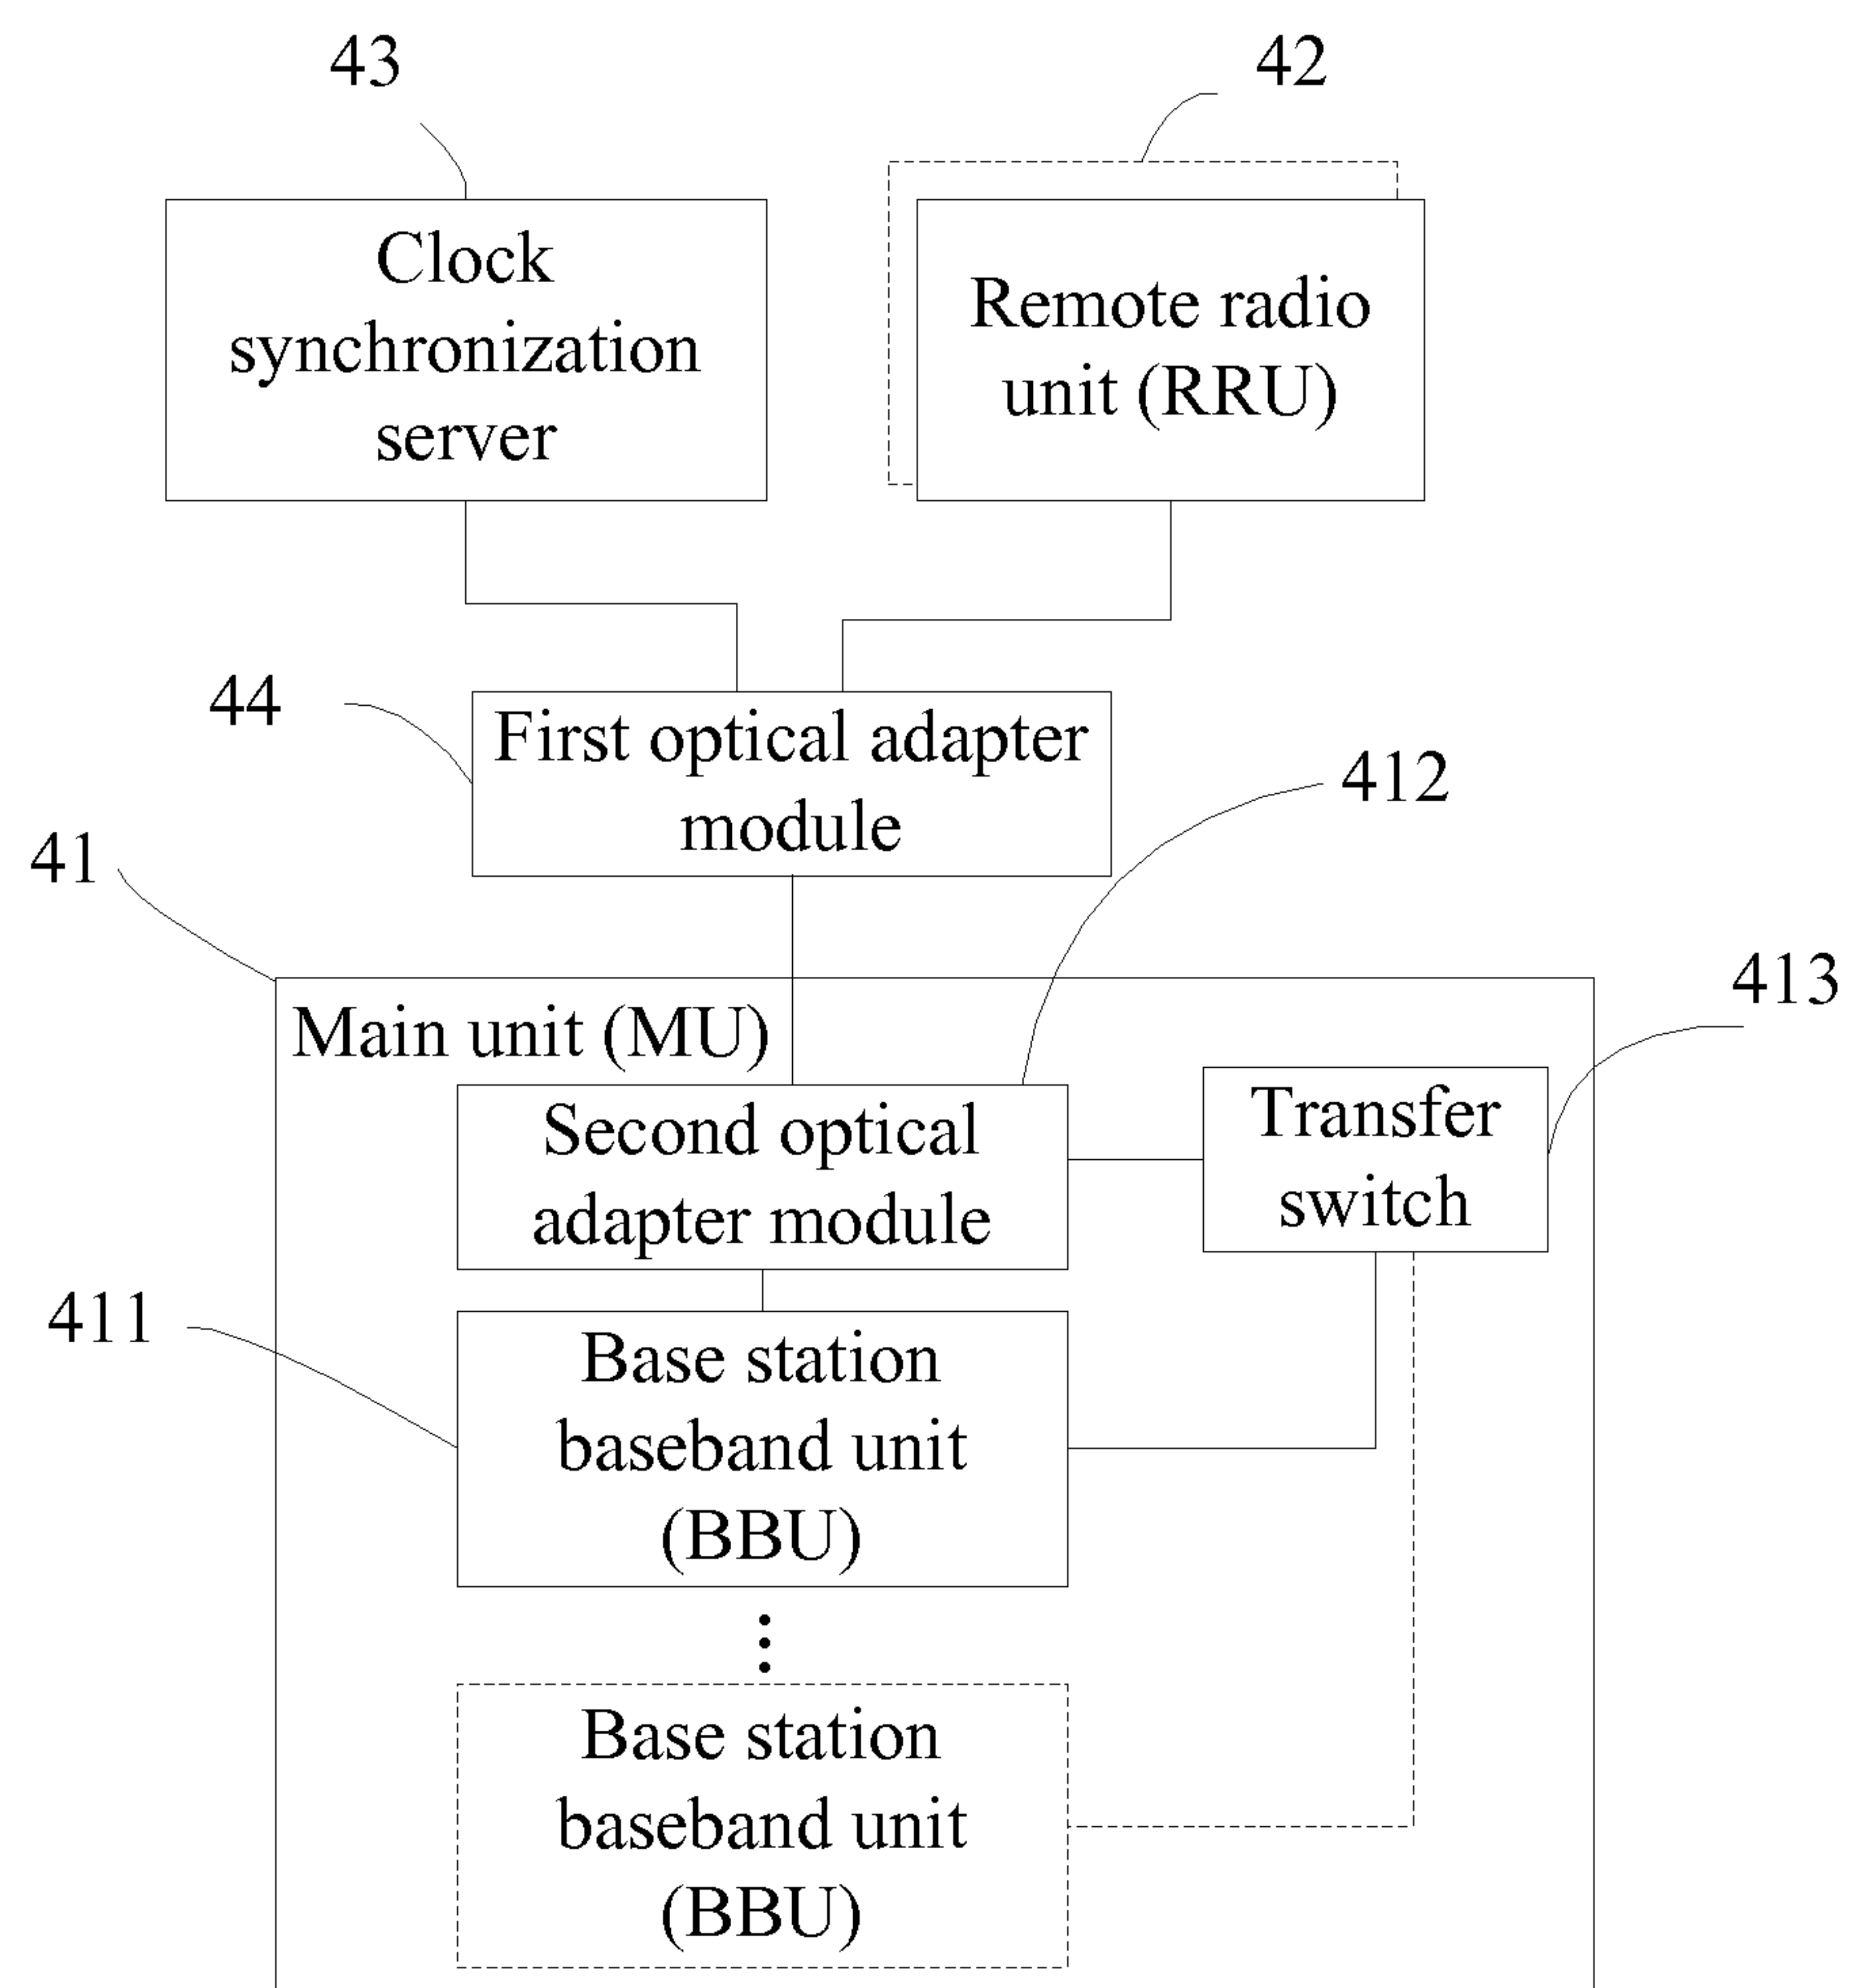 43
42
Clock
synchronization
server
Remote radio
unit (RRU)
44
First optical adapter
module
412
41
413
Main unit (MU)
Second optical
adapter module
Transfer
switch
411
Base station
baseband unit
(BBU)
Base station
baseband unit
(BBU)